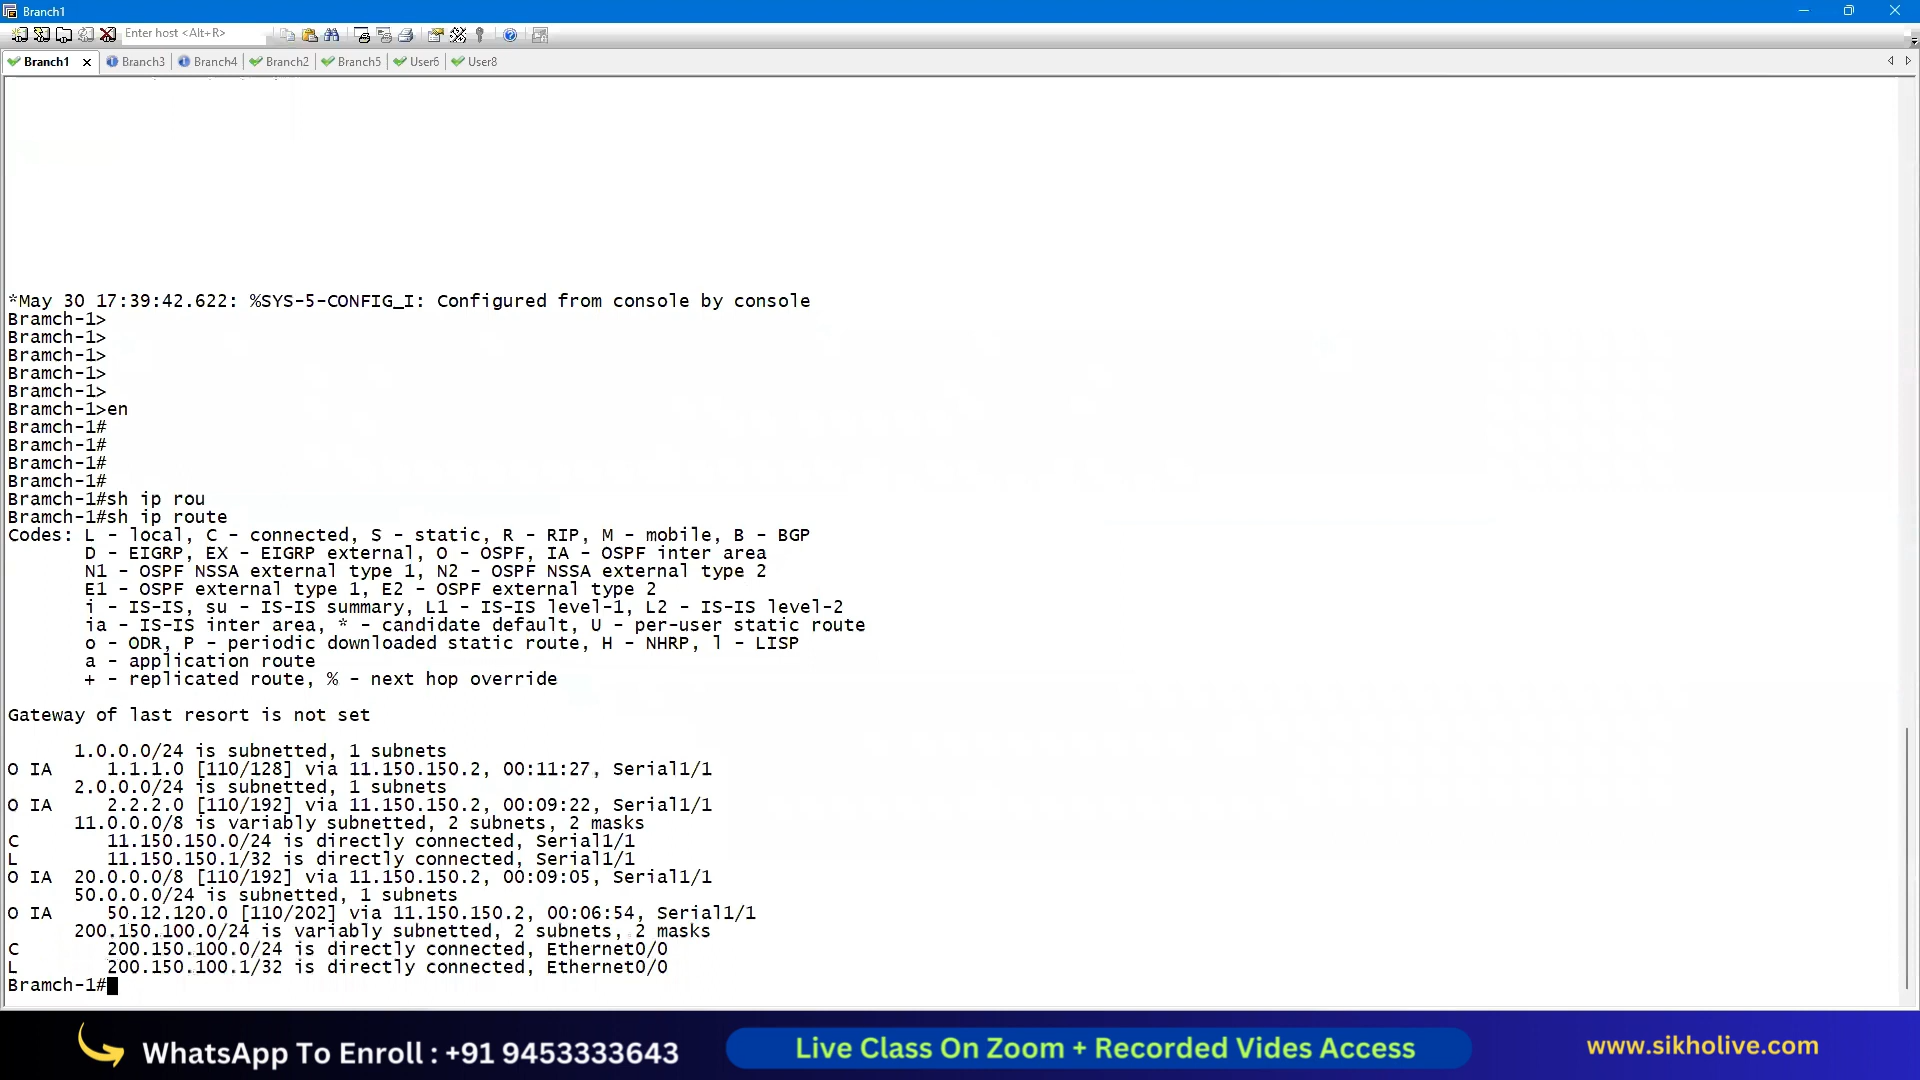 Branch1
Enter host <Alt+R>
Branch1 Branch3 Branch4 Branch2 Branch5 User6 User8
*May 30 17:39:42.622: %SYS-5-CONFIG_I: Configured from console by console
Bramch-1>
Bramch-1>
Bramch-1>
Bramch-1>
Bramch-1>
Bramch-1>en
Bramch-1#
Bramch-1#
Bramch-1#
Bramch-1#
Bramch-1#sh ip rou
Bramch-1#sh ip route
Codes: L - local, C - connected, S - static, R - RIP, M - mobile, B - BGP
D - EIGRP, EX - EIGRP external, O - OSPF, IA - OSPF inter area
N1 - OSPF NSSA external type 1, N2 - OSPF NSSA external type 2
E1 - OSPF external type 1, E2 - OSPF external type 2
i - IS-IS, su - IS-IS summary, L1 - IS-IS level-1, L2 - IS-IS level-2
ia - IS-IS inter area, * - candidate default, U - per-user static route
o - ODR, P - periodic downloaded static route, H - NHRP, l - LISP
a - application route
+ - replicated route, % - next hop override
Gateway of last resort is not set
1.0.0.0/24 is subnetted, 1 subnets
O IA 1.1.1.0 [110/128] via 11.150.150.2, 00:11:27, Serial1/1
2.0.0.0/24 is subnetted, 1 subnets
O IA 2.2.2.0 [110/192] via 11.150.150.2, 00:09:22, Serial1/1
11.0.0.0/8 is variably subnetted, 2 subnets, 2 masks
C 11.150.150.0/24 is directly connected, Serial1/1
L 11.150.150.1/32 is directly connected, Serial1/1
O IA 20.0.0.0/8 [110/192] via 11.150.150.2, 00:09:05, Serial1/1
50.0.0.0/24 is subnetted, 1 subnets
O IA 50.12.120.0 [110/202] via 11.150.150.2, 00:06:54, Serial1/1
200.150.100.0/24 is variably subnetted, 2 subnets, 2 masks
C 200.150.100.0/24 is directly connected, Ethernet0/0
L 200.150.100.1/32 is directly connected, Ethernet0/0
Bramch-1#
WhatsApp To Enroll : +91 9453333643
Live Class On Zoom + Recorded Vides Access
www.sikholive.com